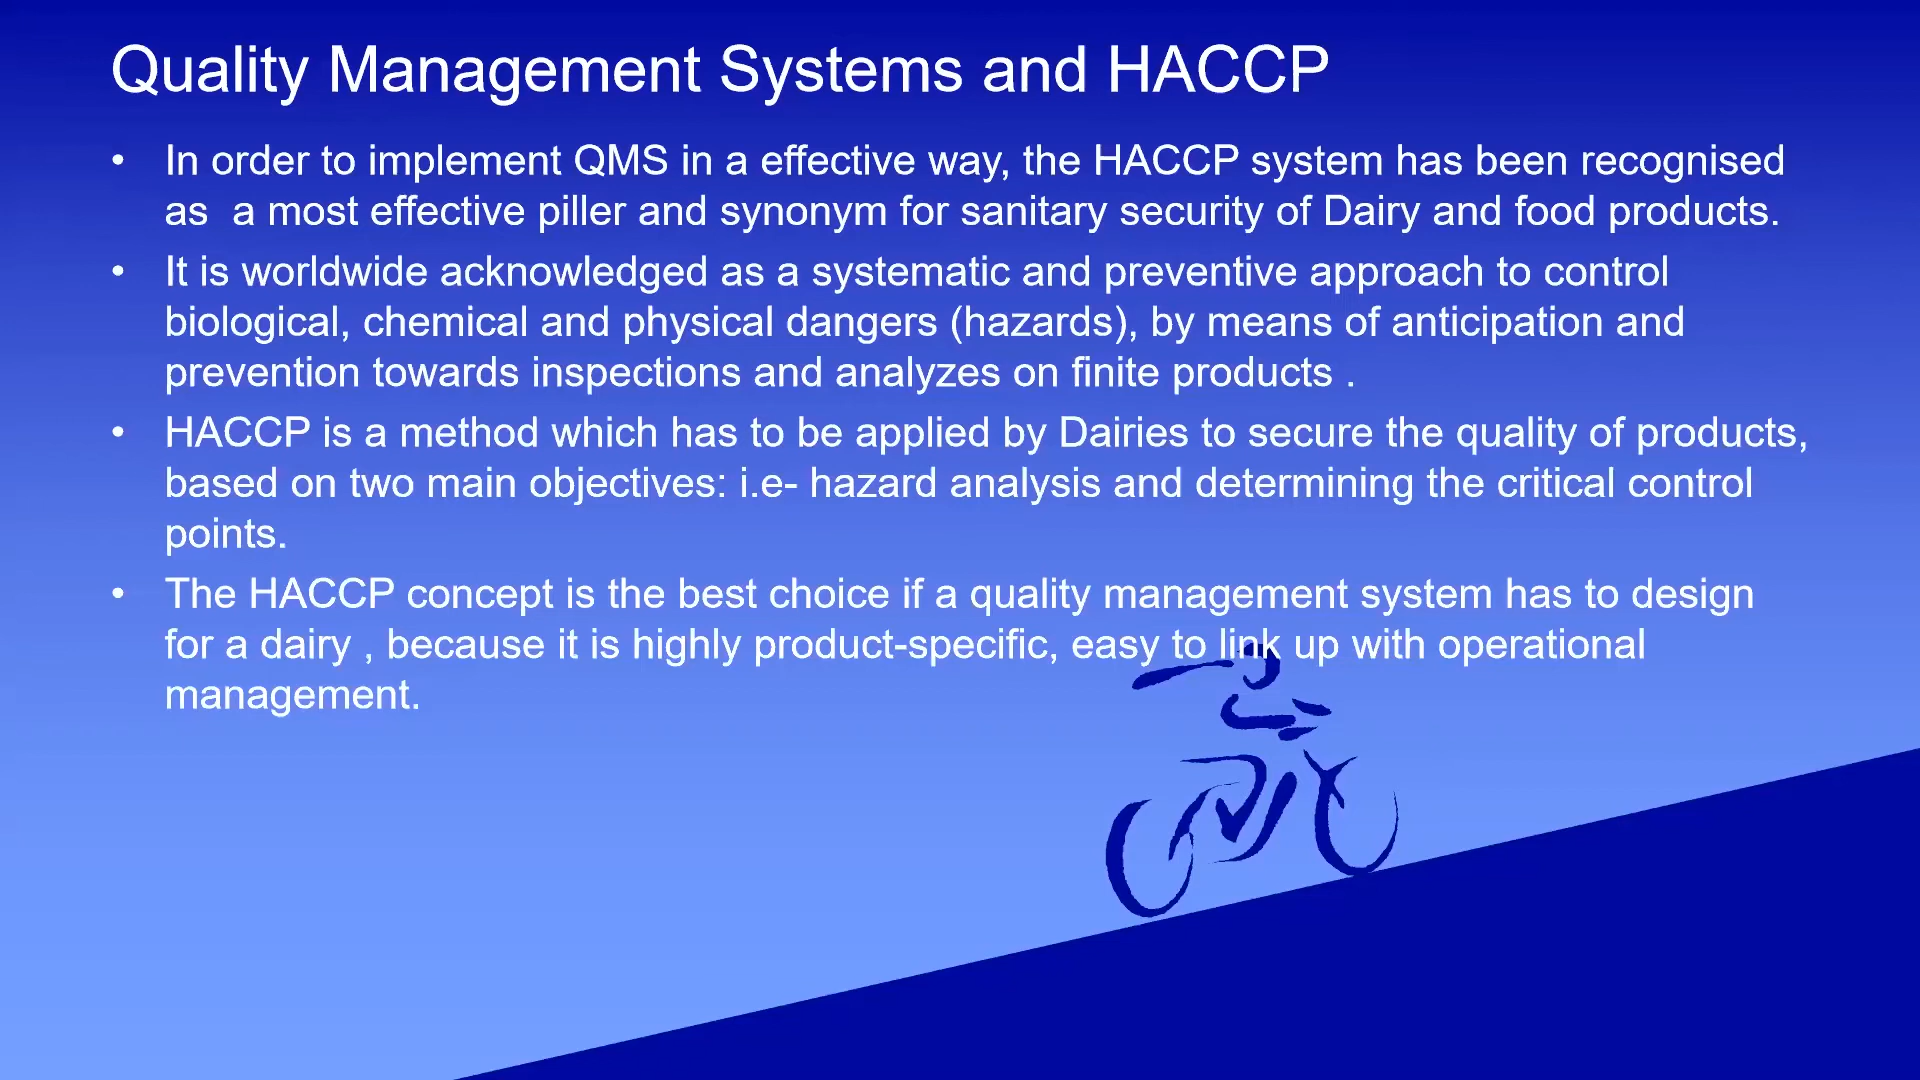 Quality Management Systems and HACCP
• In order to implement QMS in a effective way, the HACCP system has been recognised
as  a most effective piller and synonym for sanitary security of Dairy and food products.
• It is worldwide acknowledged as a systematic and preventive approach to control
biological, chemical and physical dangers (hazards), by means of anticipation and
prevention towards inspections and analyzes on finite products .
• HACCP is a method which has to be applied by Dairies to secure the quality of products,
based on two main objectives: i.e- hazard analysis and determining the critical control
points.
• The HACCP concept is the best choice if a quality management system has to design
for a dairy , because it is highly product-specific, easy to link up with operational
management.